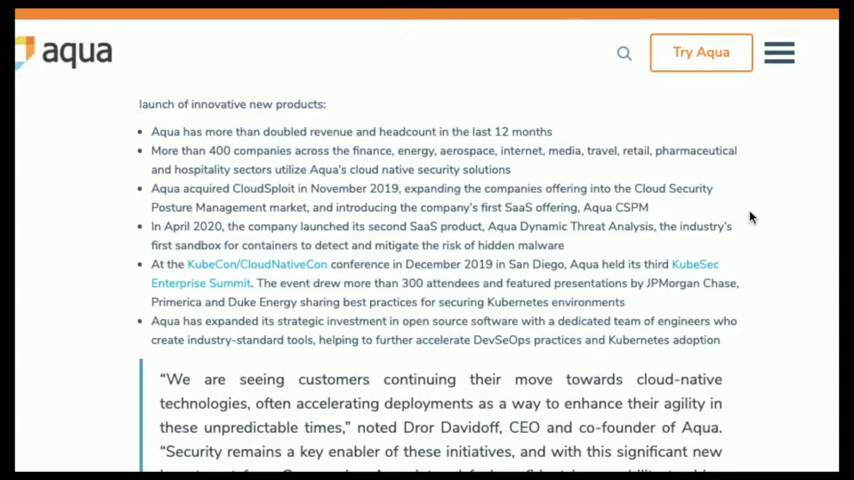 aqua
Try Aqua
launch of innovative new products:
• Aqua has more than doubled revenue and headcount in the last 12 months
• More than 400 companies across the finance, energy, aerospace, internet, media, travel, retail, pharmaceutical
and hospitality sectors utilize Aqua's cloud native security solutions
• Aqua acquired CloudSploit in November 2019, expanding the companies offering into the Cloud Security
Posture Management market, and introducing the company's first SaaS offering, Aqua CSPM
• In April 2020, the company launched its second SaaS product, Aqua Dynamic Threat Analysis, the industry's
first sandbox for containers to detect and mitigate the risk of hidden malware
• At the KubeCon/CloudNativeCon conference in December 2019 in San Diego, Aqua held its third KubeSec
Enterprise Summit. The event drew more than 300 attendees and featured presentations by JPMorgan Chase,
Primerica and Duke Energy sharing best practices for securing Kubernetes environments
• Aqua has expanded its strategic investment in open source software with a dedicated team of engineers who
create industry-standard tools, helping to further accelerate DevSeOps practices and Kubernetes adoption
“We are seeing customers continuing their move towards cloud-native
technologies, often accelerating deployments as a way to enhance their agility in
these unpredictable times,” noted Dror Davidoff, CEO and co-founder of Aqua.
“Security remains a key enabler of these initiatives, and with this significant new